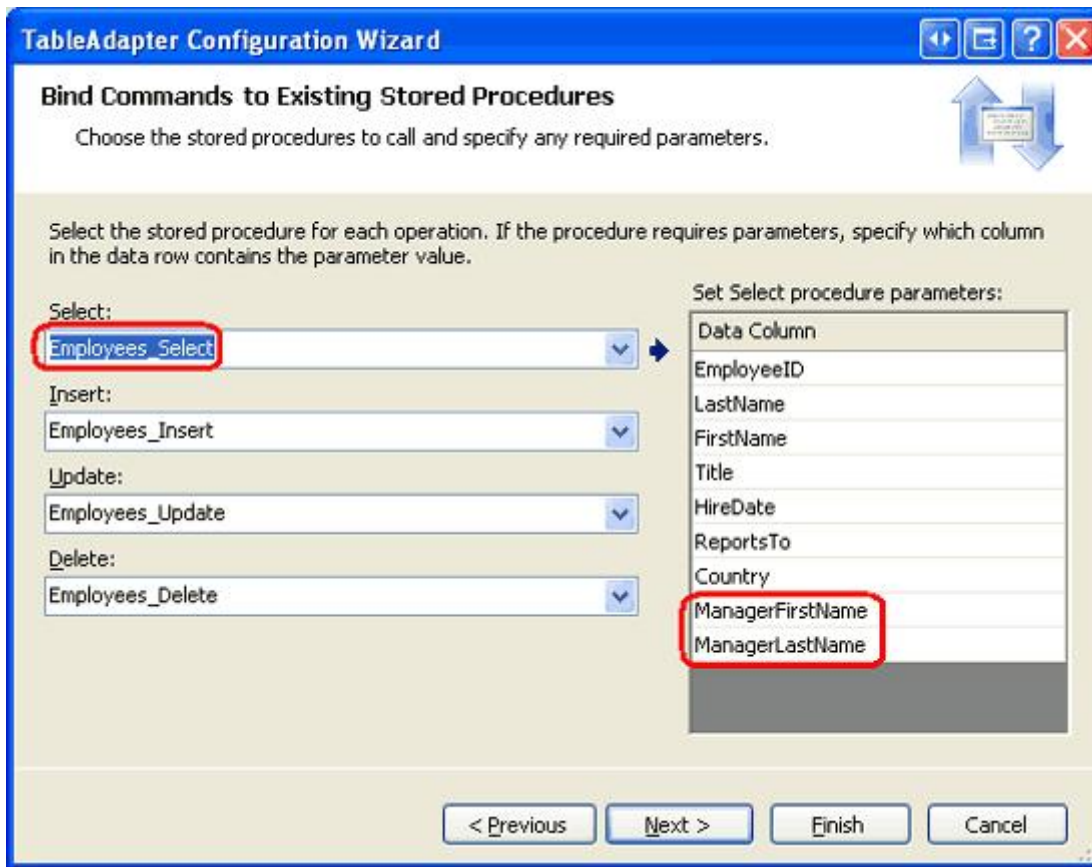 TableAdapter Configuration Wizard
Bind Commands to Existing Stored Procedures
Choose the stored procedures to call and specify any required parameters.
Select the stored procedure for each operation. If the procedure requires parameters, specify which column
in the data row contains the parameter value.
Select:
Employees_Select
Insert:
Employees_Insert
Update:
Employees_Update
Delete:
Employees_Delete
Set Select procedure parameters:
Data Column
EmployeeID
LastName
FirstName
Title
HireDate
ReportsTo
Country
ManagerFirstName
ManagerLastName
< Previous
Next >
Finish
Cancel